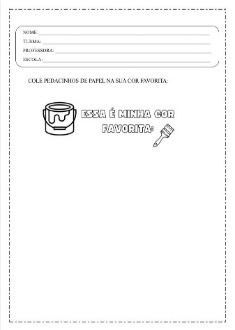 NOME:
TURMA:
PROFESSORA:
ESCOLA:
COLE PEDACINHOS DE PAPEL NA SUA COR FAVORITA:
ESSA É MINHA COR
FAVORITA: